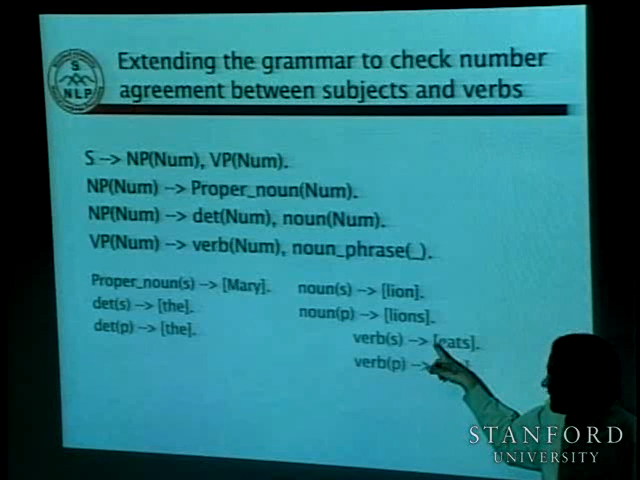 Extending the grammar to check number
agreement between subjects and verbs
S
NLP
S --> NP(Num), VP(Num).
NP(Num) --> Proper_noun(Num).
NP(Num) --> det(Num), noun(Num).
VP(Num) --> verb(Num), noun_phrase(_).
Proper_noun(s) --> [Mary].
det(s) --> [the].
det(p) --> [the].
noun(s) --> [lion].
noun(p) --> [lions].
verb(s) --> [eats].
verb(p) -->
STANFORD
UNIVERSITY